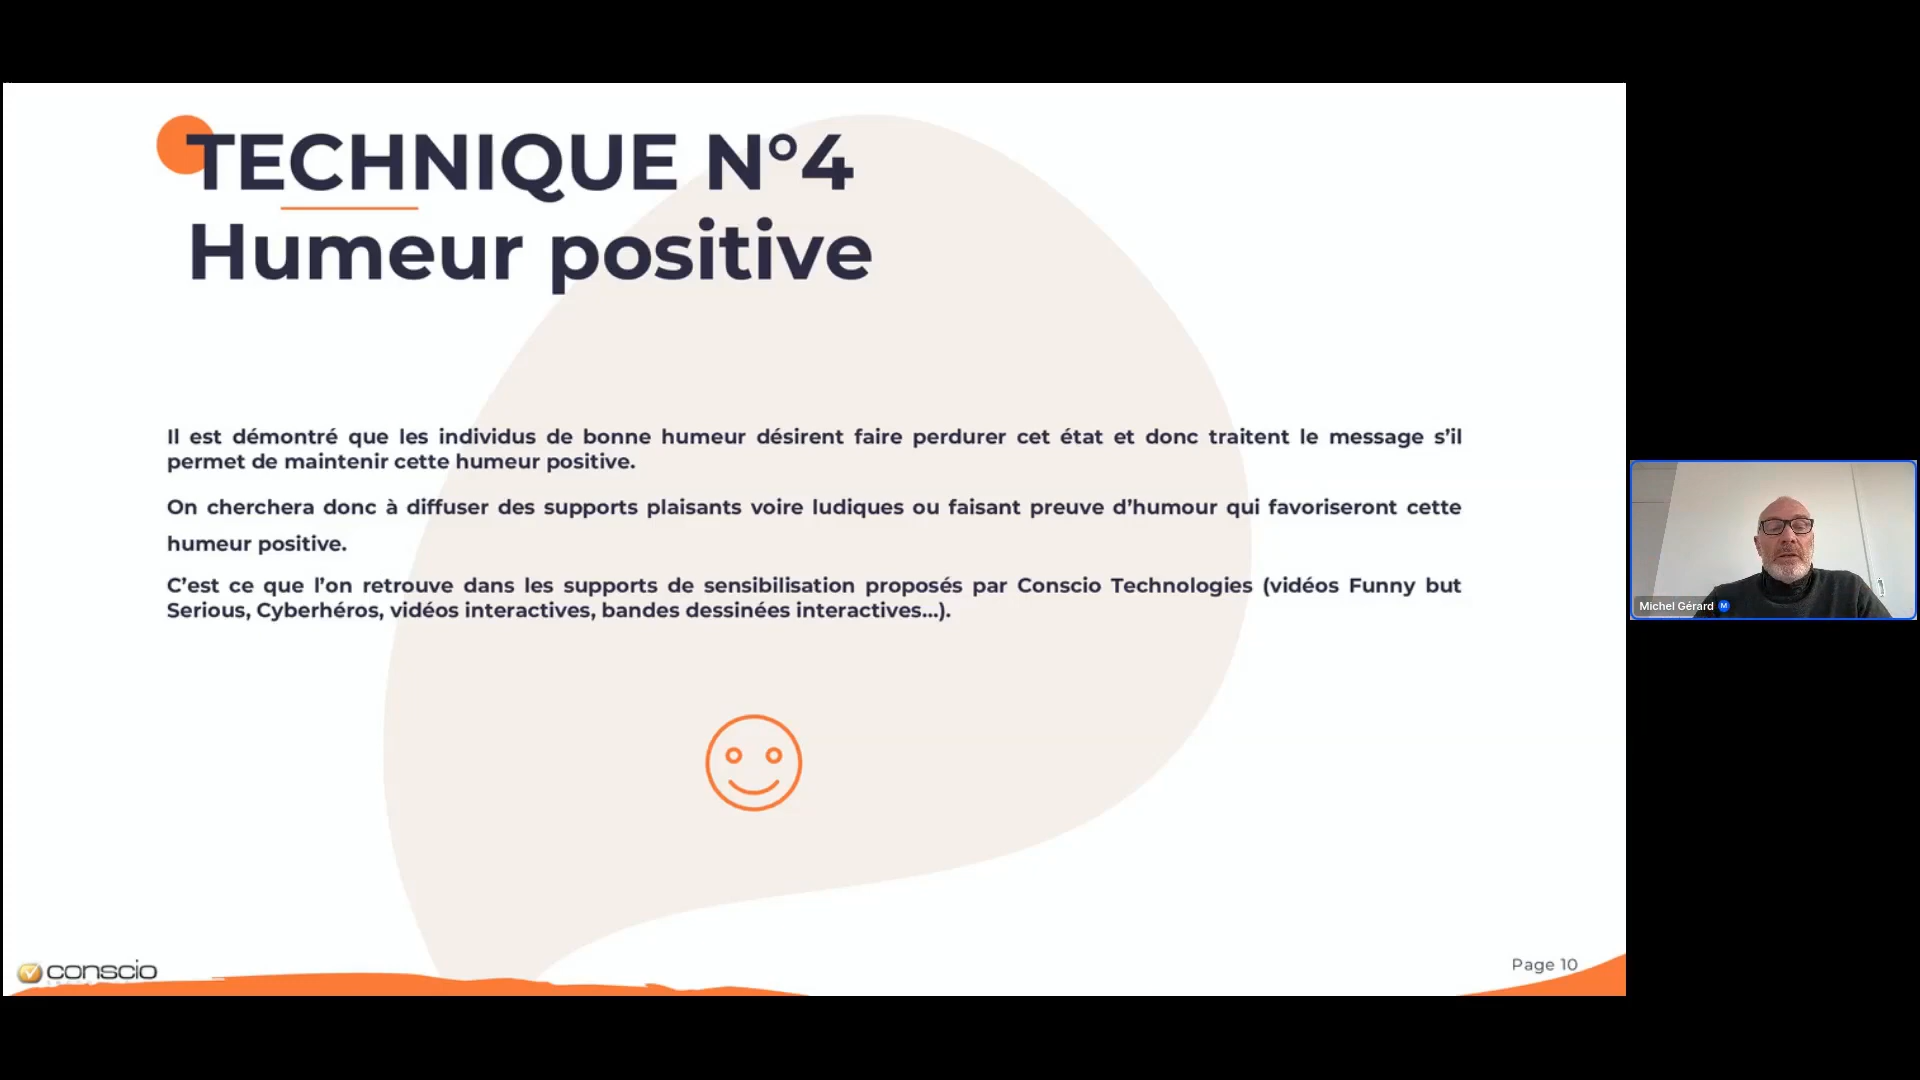 TECHNIQUE N°4
Humeur positive
Il est démontré que les individus de bonne humeur désirent faire perdurer cet état et donc traitent le message s’il
permet de maintenir cette humeur positive.
On cherchera donc à diffuser des supports plaisants voire ludiques ou faisant preuve d’humour qui favoriseront cette
humeur positive.
C’est ce que l’on retrouve dans les supports de sensibilisation proposés par Conscio Technologies (vidéos Funny but
Serious, Cyberhéros, vidéos interactives, bandes dessinées interactives...).
Michel Gérard M
conscio
Page 10